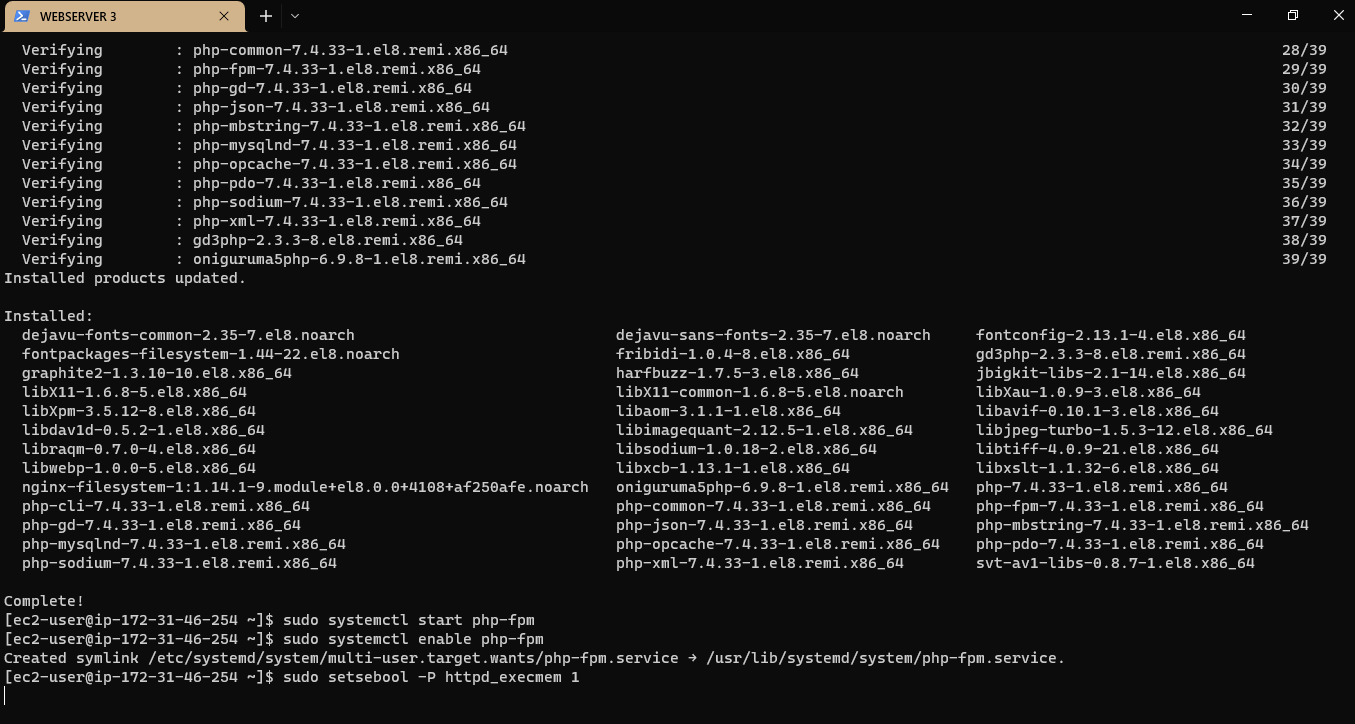 WEBSERVER 3
Verifying : php-common-7.4.33-1.el8.remi.x86_64 28/39
Verifying : php-fpm-7.4.33-1.el8.remi.x86_64 29/39
Verifying : php-gd-7.4.33-1.el8.remi.x86_64 30/39
Verifying : php-json-7.4.33-1.el8.remi.x86_64 31/39
Verifying : php-mbstring-7.4.33-1.el8.remi.x86_64 32/39
Verifying : php-mysqlnd-7.4.33-1.el8.remi.x86_64 33/39
Verifying : php-opcache-7.4.33-1.el8.remi.x86_64 34/39
Verifying : php-pdo-7.4.33-1.el8.remi.x86_64 35/39
Verifying : php-sodium-7.4.33-1.el8.remi.x86_64 36/39
Verifying : php-xml-7.4.33-1.el8.remi.x86_64 37/39
Verifying : gd3php-2.3.3-8.el8.remi.x86_64 38/39
Verifying : oniguruma5php-6.9.8-1.el8.remi.x86_64 39/39
Installed products updated.
Installed:
dejavu-fonts-common-2.35-7.el8.noarch dejavu-sans-fonts-2.35-7.el8.noarch fontconfig-2.13.1-4.el8.x86_64
fontpackages-filesystem-1.44-22.el8.noarch fribidi-1.0.4-8.el8.x86_64 gd3php-2.3.3-8.el8.remi.x86_64
graphite2-1.3.10-10.el8.x86_64 harfbuzz-1.7.5-3.el8.x86_64 jbigkit-libs-2.1-14.el8.x86_64
libX11-1.6.8-5.el8.x86_64 libX11-common-1.6.8-5.el8.noarch libXau-1.0.9-3.el8.x86_64
libXpm-3.5.12-8.el8.x86_64 libaom-3.1.1-1.el8.x86_64 libavif-0.10.1-3.el8.x86_64
libdav1d-0.5.2-1.el8.x86_64 libimagequant-2.12.5-1.el8.x86_64 libjpeg-turbo-1.5.3-12.el8.x86_64
libraqm-0.7.0-4.el8.x86_64 libsodium-1.0.18-2.el8.x86_64 libtiff-4.0.9-21.el8.x86_64
libwebp-1.0.0-5.el8.x86_64 libxcb-1.13.1-1.el8.x86_64 libxslt-1.1.32-6.el8.x86_64
nginx-filesystem-1:1.14.1-9.module+el8.0.0+4108+af250afe.noarch oniguruma5php-6.9.8-1.el8.remi.x86_64 php-7.4.33-1.el8.remi.x86_64
php-cli-7.4.33-1.el8.remi.x86_64 php-common-7.4.33-1.el8.remi.x86_64 php-fpm-7.4.33-1.el8.remi.x86_64
php-gd-7.4.33-1.el8.remi.x86_64 php-json-7.4.33-1.el8.remi.x86_64 php-mbstring-7.4.33-1.el8.remi.x86_64
php-mysqlnd-7.4.33-1.el8.remi.x86_64 php-opcache-7.4.33-1.el8.remi.x86_64 php-pdo-7.4.33-1.el8.remi.x86_64
php-sodium-7.4.33-1.el8.remi.x86_64 php-xml-7.4.33-1.el8.remi.x86_64 svt-av1-libs-0.8.7-1.el8.x86_64
Complete!
[ec2-user@ip-172-31-46-254 ~]$ sudo systemctl start php-fpm
[ec2-user@ip-172-31-46-254 ~]$ sudo systemctl enable php-fpm
Created symlink /etc/systemd/system/multi-user.target.wants/php-fpm.service → /usr/lib/systemd/system/php-fpm.service.
[ec2-user@ip-172-31-46-254 ~]$ sudo setsebool -P httpd_execmem 1